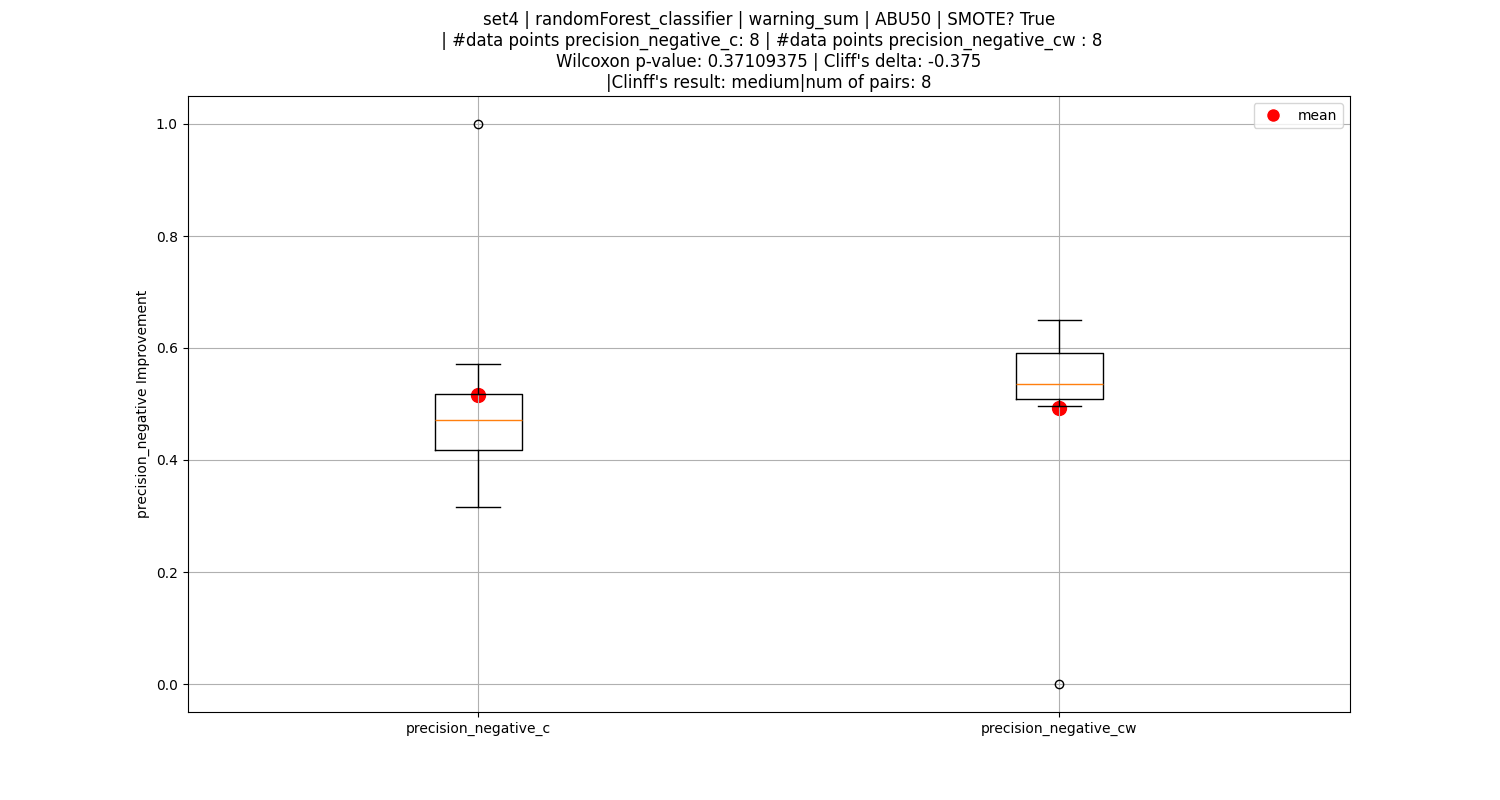 set4 | randomForest_classifier | warning_sum | ABU50 | SMOTE? True
| #data points precision_negative_c: 8 | #data points precision_negative_cw : 8
Wilcoxon p-value: 0.37109375 | Cliff's delta: -0.375
|Clinff's result: medium|num of pairs: 8
mean
1.0
0.8
0.6
0.4
0.2
0.0
precision_negative Improvement
precision_negative_c
precision_negative_cw